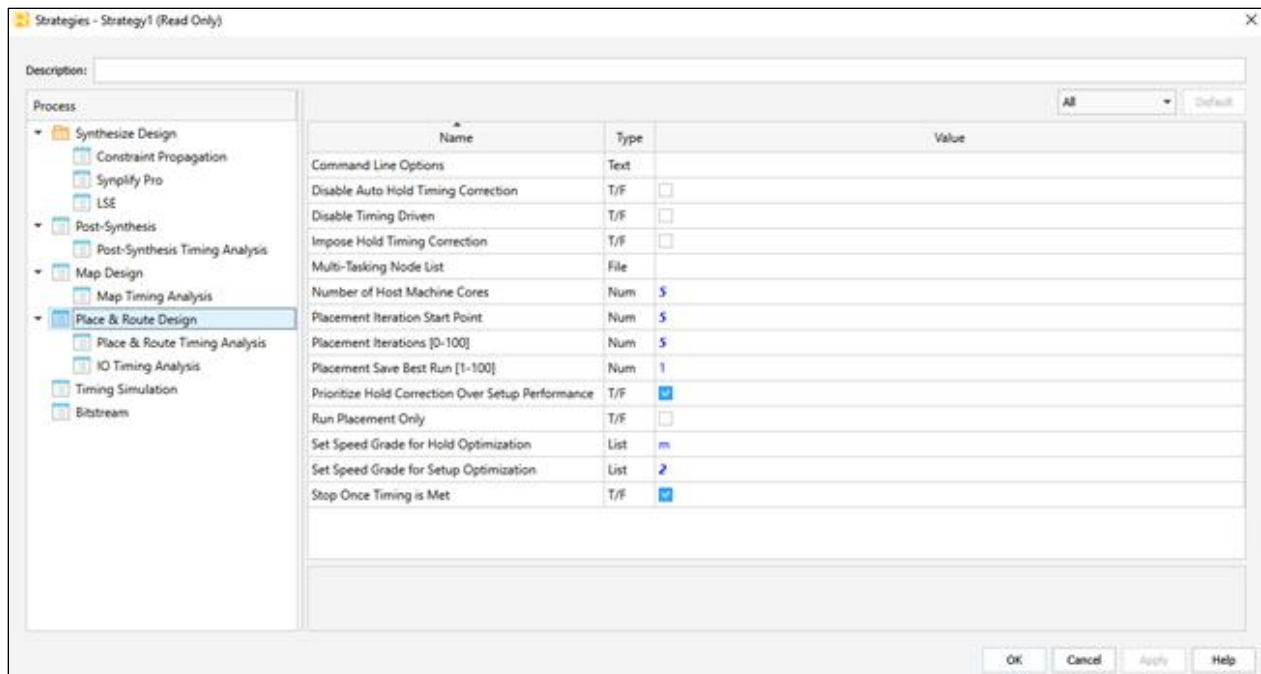 Strategies - Strategy1 (Read Only)
Description:
Process
All
Default
Synthesize Design
Constraint Propagation
Synplify Pro
LSE
Post-Synthesis
Post-Synthesis Timing Analysis
Map Design
Map Timing Analysis
Place & Route Design
Place & Route Timing Analysis
IO Timing Analysis
Timing Simulation
Bitstream
Name Type Value
Command Line Options Text
Disable Auto Hold Timing Correction T/F
Disable Timing Driven T/F
Impose Hold Timing Correction T/F
Multi-Tasking Node List File
Number of Host Machine Cores Num 5
Placement Iteration Start Point Num 5
Placement Iterations [0-100] Num 5
Placement Save Best Run [1-100] Num 1
Prioritize Hold Correction Over Setup Performance T/F
Run Placement Only T/F
Set Speed Grade for Hold Optimization List m
Set Speed Grade for Setup Optimization List 2
Stop Once Timing is Met T/F
OK Cancel Apply Help